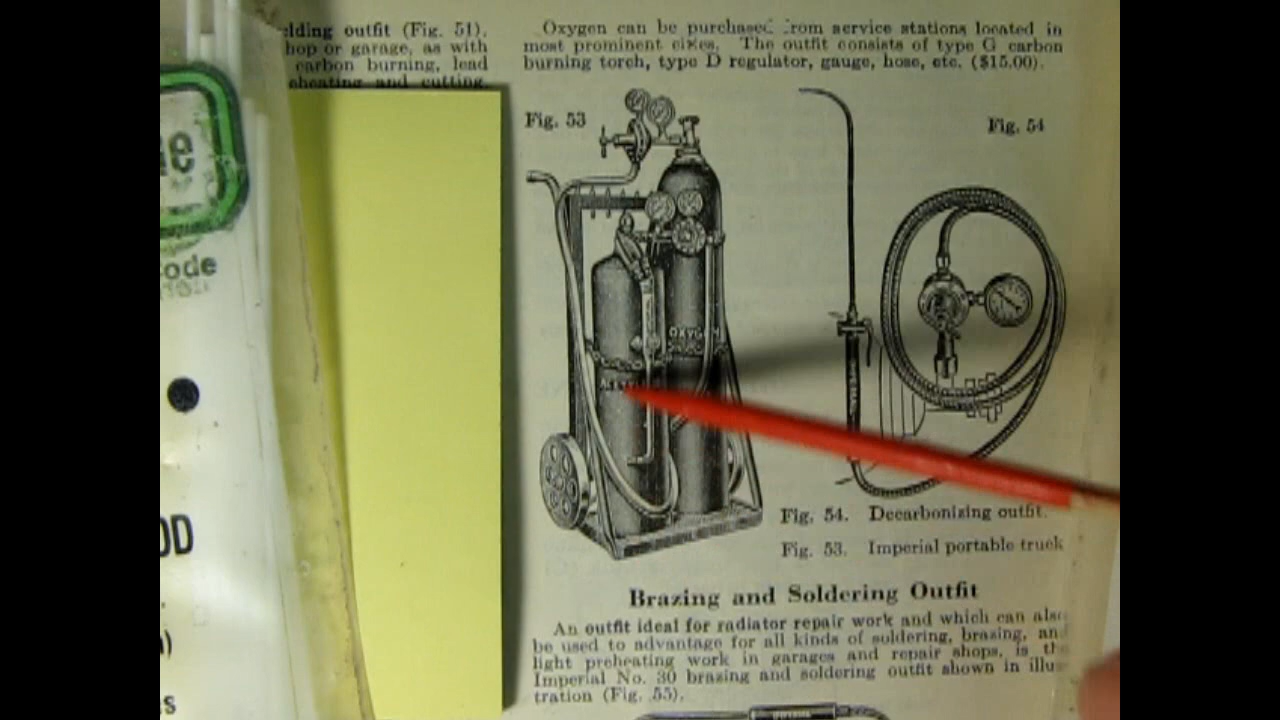 lding outfit (Fig. 51).
hop or garage, as with
carbon burning, lead
eheating and cutting.
Oxygen can be purchased from service stations located in
most prominent cities. The outfit consists of type G carbon
burning torch, type D regulator, gauge, hose, etc. ($15.00).
Fig. 53
Fig. 54
OXYGEN
Fig. 54. Decarbonizing outfit.
Fig. 53. Imperial portable truck
Brazing and Soldering Outfit
An outfit ideal for radiator repair work and which can also
be used to advantage for all kinds of soldering, brazing, and
light preheating work in garages and repair shops, is the
Imperial No. 30 brazing and soldering outfit shown in illus
tration (Fig. 55).
ode
OD